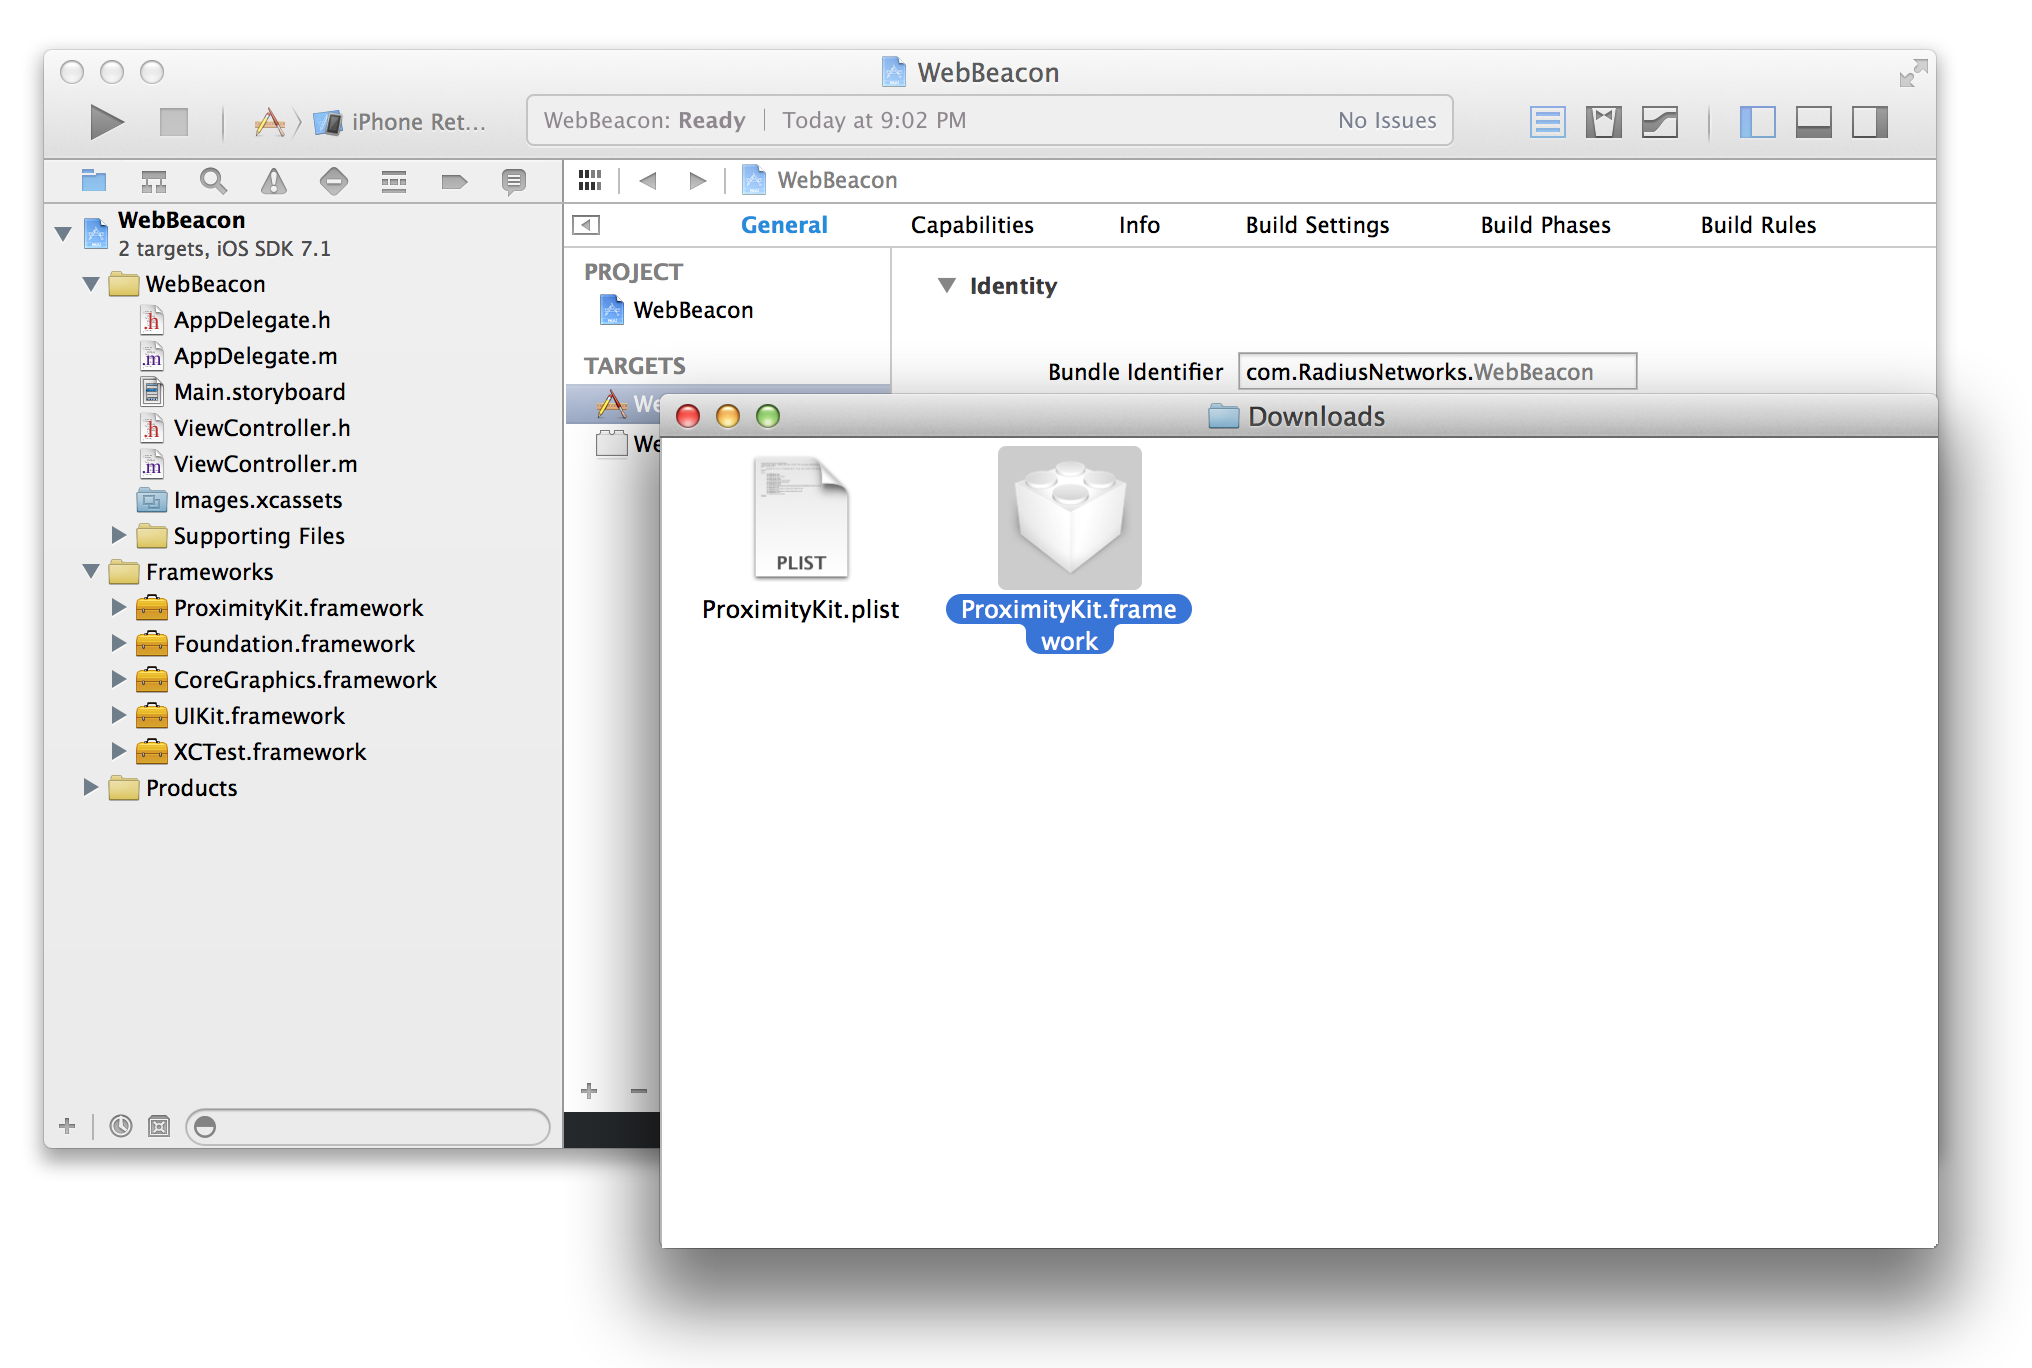 WebBeacon
iPhone Ret...
WebBeacon: Ready
Today at 9:02 PM
No Issues
WebBeacon
WebBeacon
2 targets, iOS SDK 7.1
WebBeacon
AppDelegate.h
AppDelegate.m
Main.storyboard
ViewController.h
ViewController.m
Images.xcassets
Supporting Files
Frameworks
ProximityKit.framework
Foundation.framework
CoreGraphics.framework
UIKit.framework
XCTest.framework
Products
General
Capabilities
Info
Build Settings
Build Phases
Build Rules
PROJECT
WebBeacon
TARGETS
We
We
Identity
Bundle Identifier
com.RadiusNetworks.WebBeacon
Downloads
PLIST
ProximityKit.plist
ProximityKit.frame
work